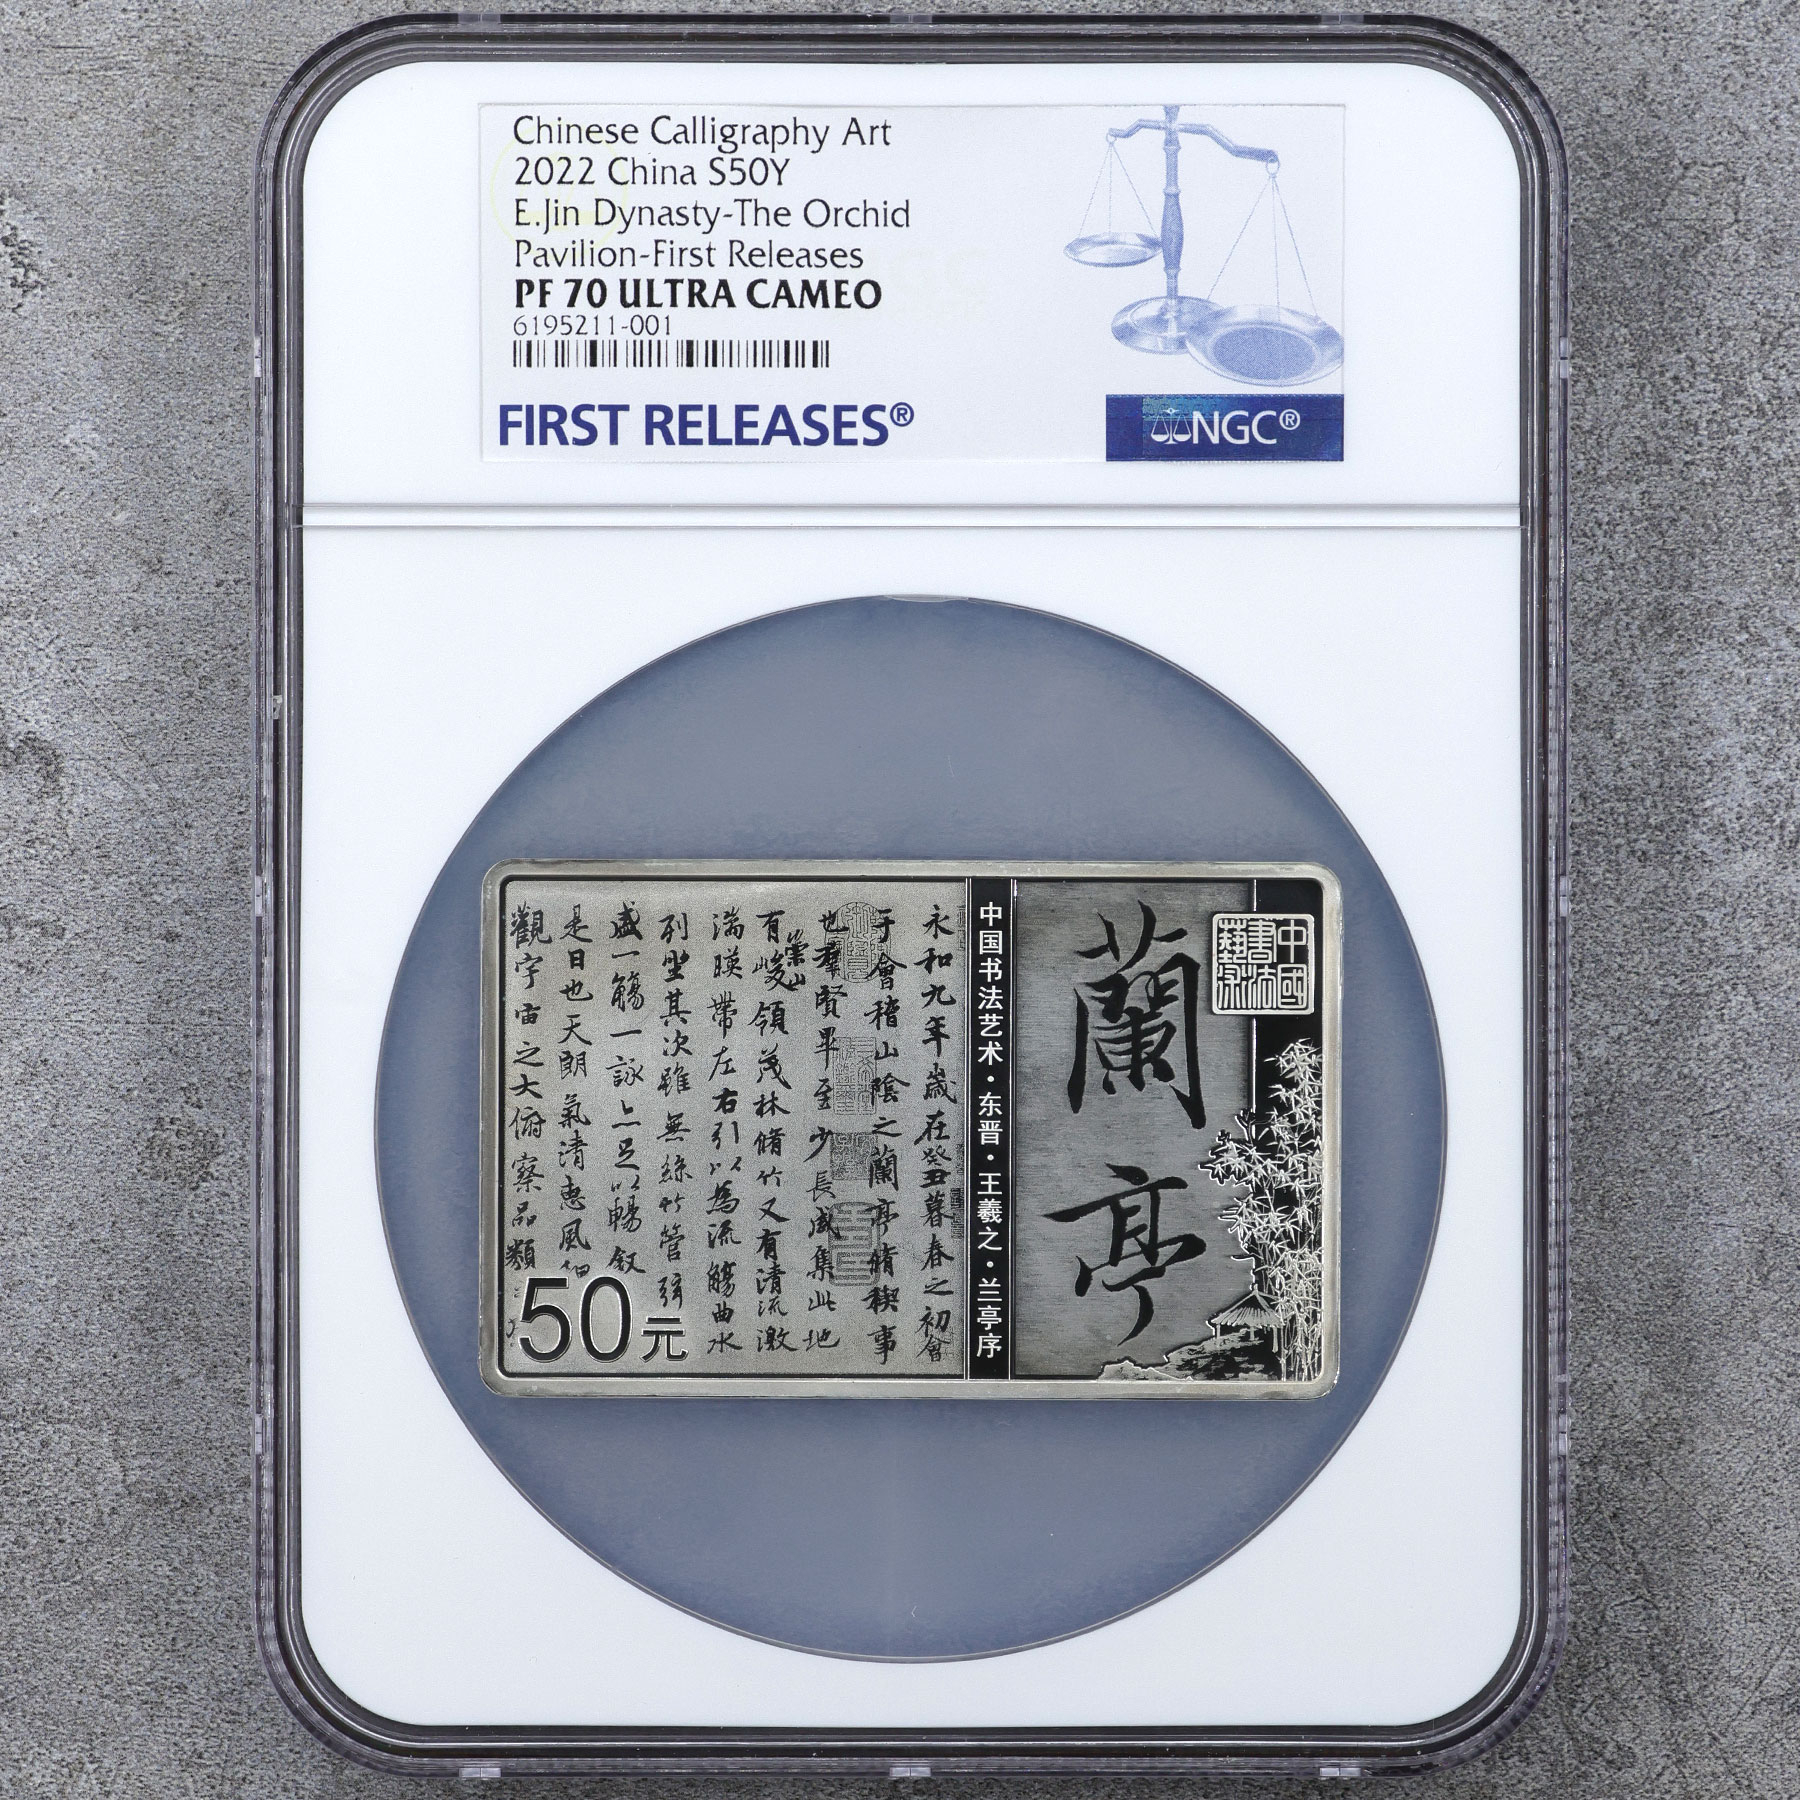 Chinese Calligraphy Art
2022 China S50Y
E.Jin Dynasty-The Orchid
Pavilion-First Releases
PF 70 ULTRA CAMEO
6195211-001
FIRST RELEASES®
NGC®
中國書法藝術
蘭亭
中国书法艺术·东晋·王羲之·兰亭序
永和九年歲在癸丑暮春之初會
于會稽山陰之蘭亭脩稧事
也羣賢畢至少長咸集此地
有崇山峻領茂林脩竹又有清流激
湍暎帶左右引以為流觴曲水
列坐其次雖無絲竹管弦
盛一觴一詠亦足以暢敘
是日也天朗氣清惠風
觀宇宙之大俯察品類
50元